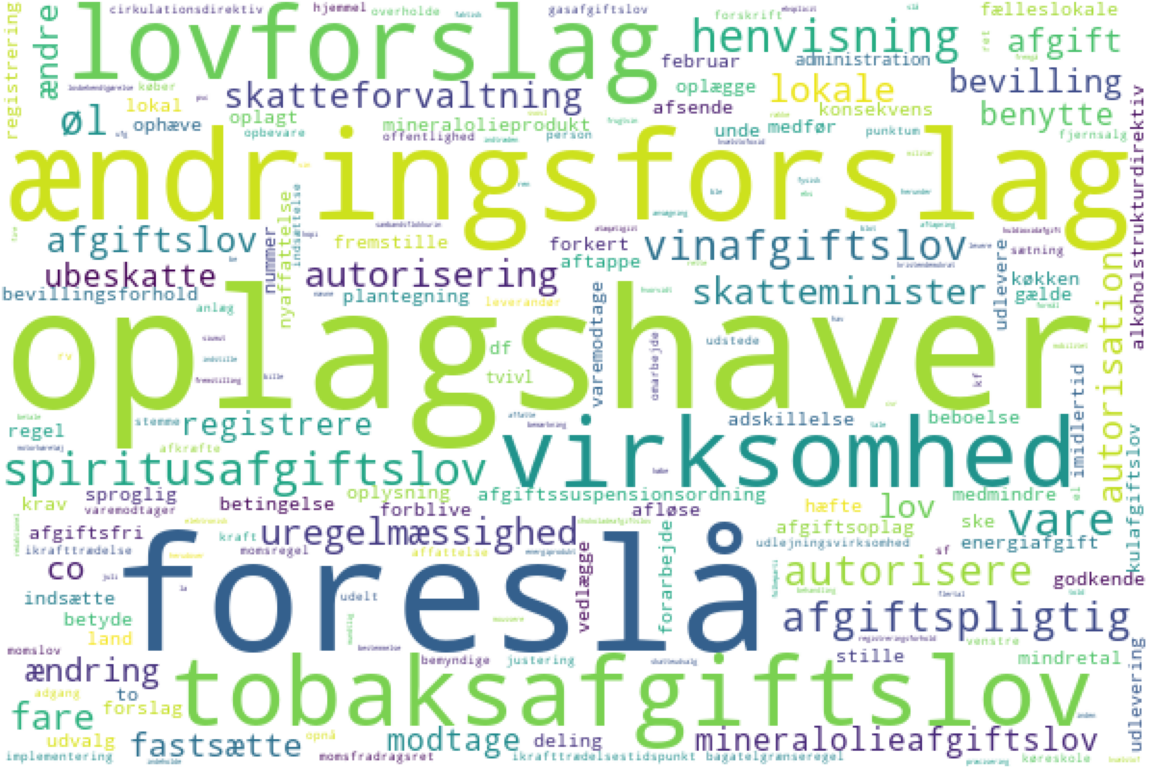 cirkulationsdirektiv hjemmel overholde gasafgiftslov forskrift fælleslokale
registrering ændre lovforslag henvisning afgift
februar administration
skatteforvaltning oplægge lokale bevilling
køber lokal afsende konsekvens benytte
øl ophæve oplagt mineralolieprodukt unde medfør punktum fjernsalg
opbevare offentlighed person
ændringsforslag
alkoholstrukturdirektiv
afgiftslov nummer indsættelse nyaffattelse fremstille forkert vinafgiftslov udlevere sætning
ubeskatte autorisering aftappe skatteminister køkken
bevillingsforhold plantegning leverandør gælde
anlæg varemodtage autorisation
oplagshaver
df udstede
tvivl omarbejde
regel stemme registrere adskillelse beboelse imidlertid
afkræfte virksomhed
spiritusafgiftslov kulafgiftslov
krav sproglig betingelse oplysning afgiftssuspensionsordning hæfte lov medmindre
varemodtager forblive afløse
afgiftsfri kraft uregelmæssighed afgiftsoplag ske vare
ikrafttrædelse momsregel affattelse udlejningsvirksomhed energiafgift
co juli foreslå vedlægge forarbejde autorisere sf godkende
indsætte udelt
betyde afgiftspligtig
land venstre
momslov bemyndige justering stille mindretal
ændring tobaksafgiftslov udlevering
adgang to
fare forslag
udvalg fastsætte opnå modtage deling mineralolieafgiftslov
implementering momsfradragsret ikrafttrædelsestidspunkt bagatelgrænseregel køreskole